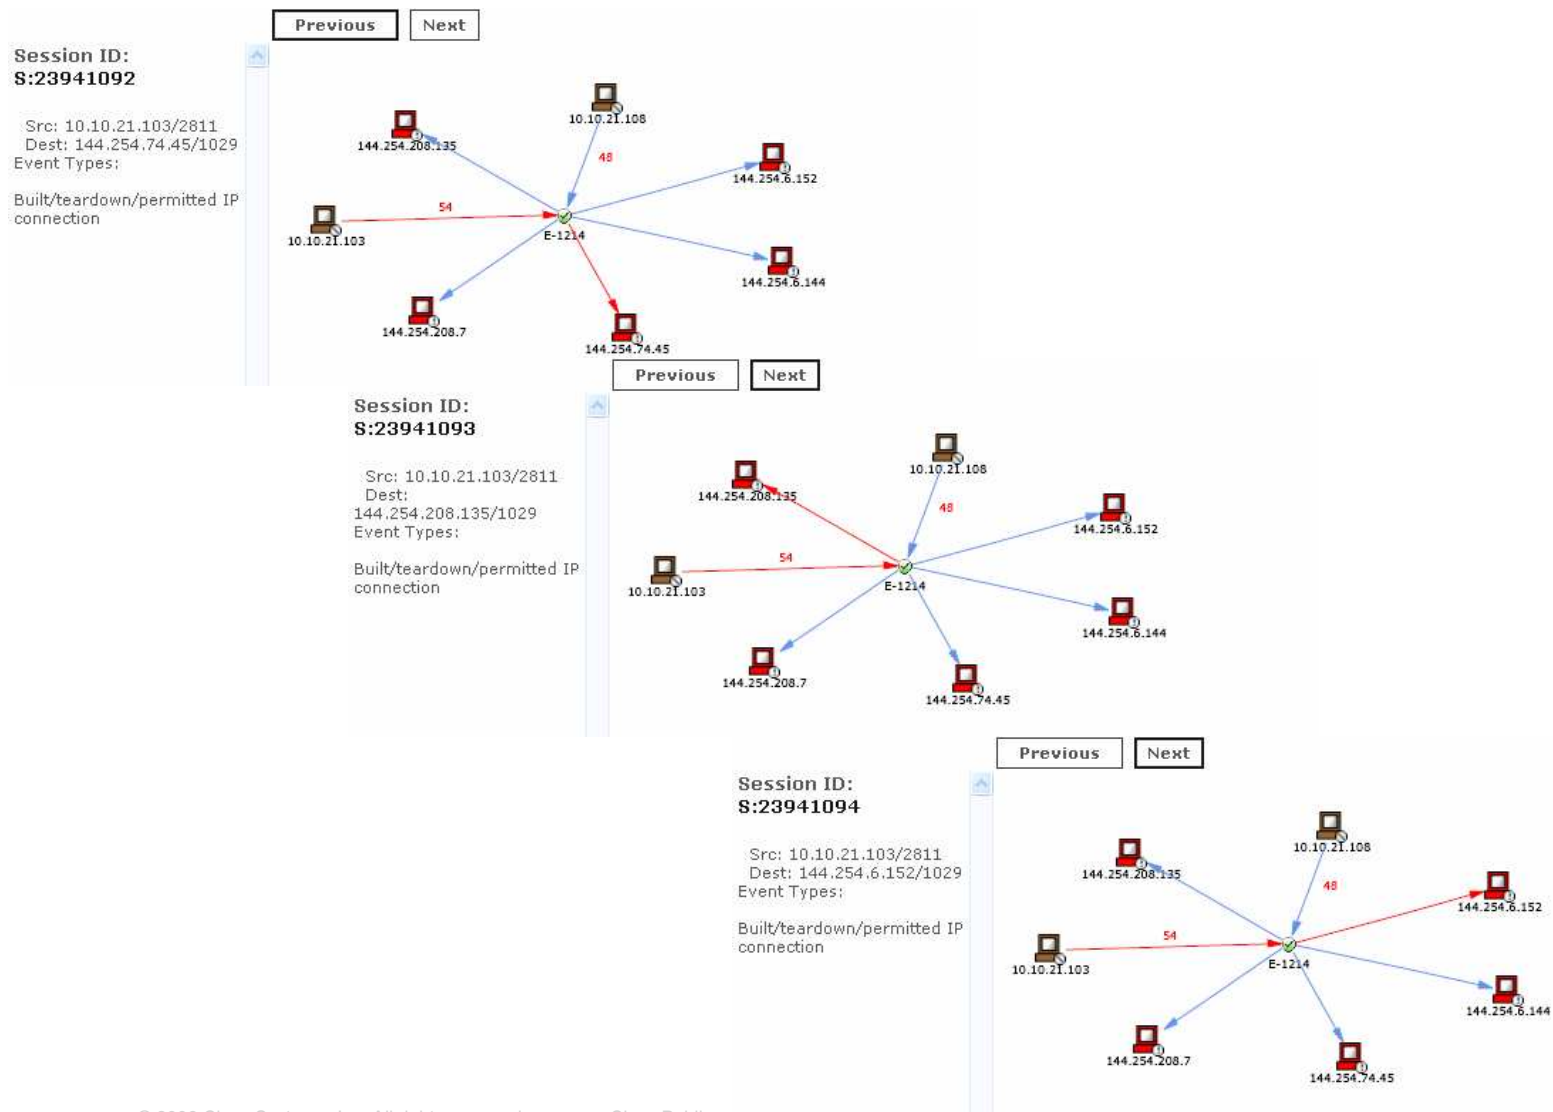 Previous Next
Session ID:
S:23941092
Src: 10.10.21.103/2811
Dest: 144.254.74.45/1029
Event Types:
Built/teardown/permitted IP
connection
10.10.21.108
144.254.208.135
48
144.254.6.152
54
10.10.21.103
E-1214
144.254.6.144
144.254.208.7
144.254.74.45
Previous Next
Session ID:
S:23941093
Src: 10.10.21.103/2811
Dest:
144.254.208.135/1029
Event Types:
Built/teardown/permitted IP
connection
10.10.21.108
144.254.208.135
48
144.254.6.152
54
10.10.21.103
E-1214
144.254.6.144
144.254.208.7
144.254.74.45
Previous Next
Session ID:
S:23941094
Src: 10.10.21.103/2811
Dest: 144.254.6.152/1029
Event Types:
Built/teardown/permitted IP
connection
10.10.21.108
144.254.208.135
48
144.254.6.152
54
10.10.21.103
E-1214
144.254.6.144
144.254.208.7
144.254.74.45